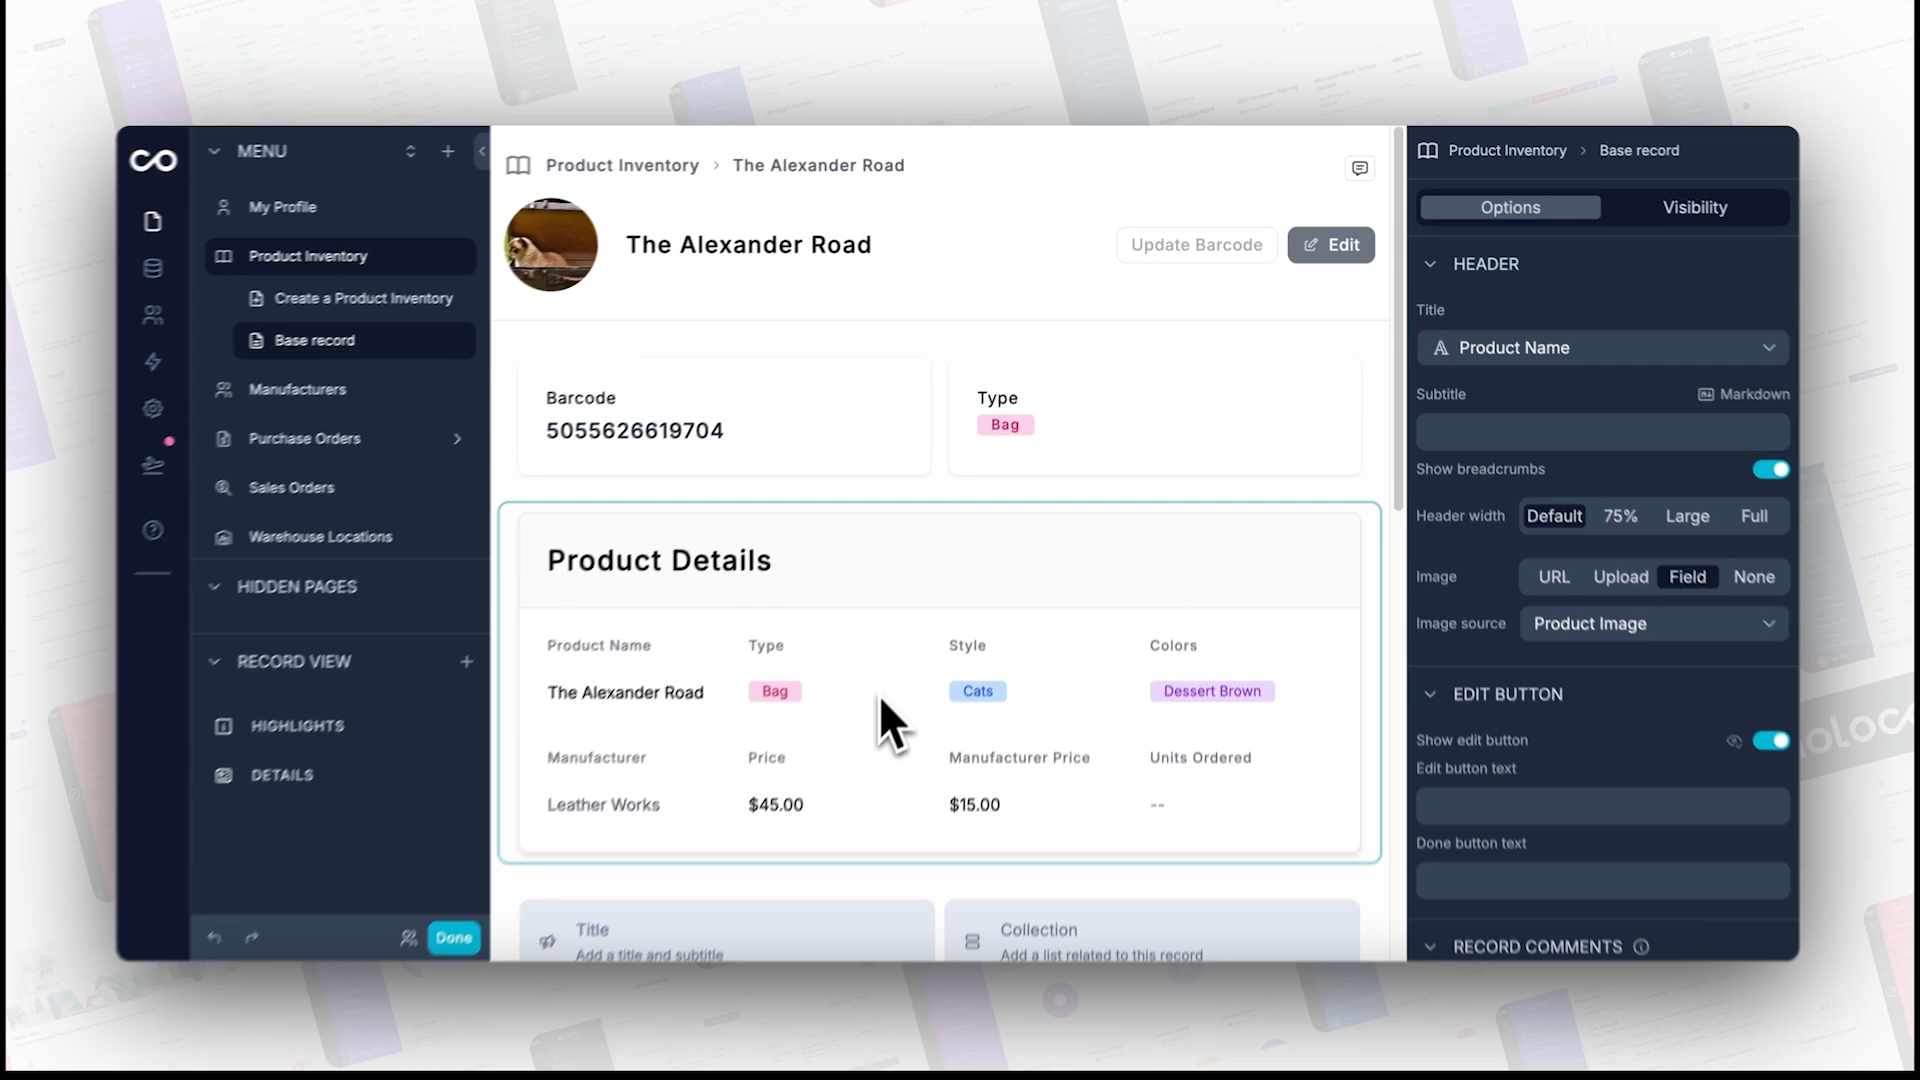 MENU
My Profile
Product Inventory
Create a Product Inventory
Base record
Manufacturers
Purchase Orders
Sales Orders
Warehouse Locations
HIDDEN PAGES
RECORD VIEW
HIGHLIGHTS
DETAILS
Done
Product Inventory > The Alexander Road
The Alexander Road
Update Barcode
Edit
Barcode
5055626619704
Type
Bag
Product Details
Product Name Type Style Colors
The Alexander Road Bag Cats Dessert Brown
Manufacturer Price Manufacturer Price Units Ordered
Leather Works $45.00 $15.00 --
Title
Add a title and subtitle
Collection
Add a list related to this record
Product Inventory > Base record
Options Visibility
HEADER
Title
Product Name
Subtitle Markdown
Show breadcrumbs
Header width Default 75% Large Full
Image URL Upload Field None
Image source Product Image
EDIT BUTTON
Show edit button
Edit button text
Done button text
RECORD COMMENTS